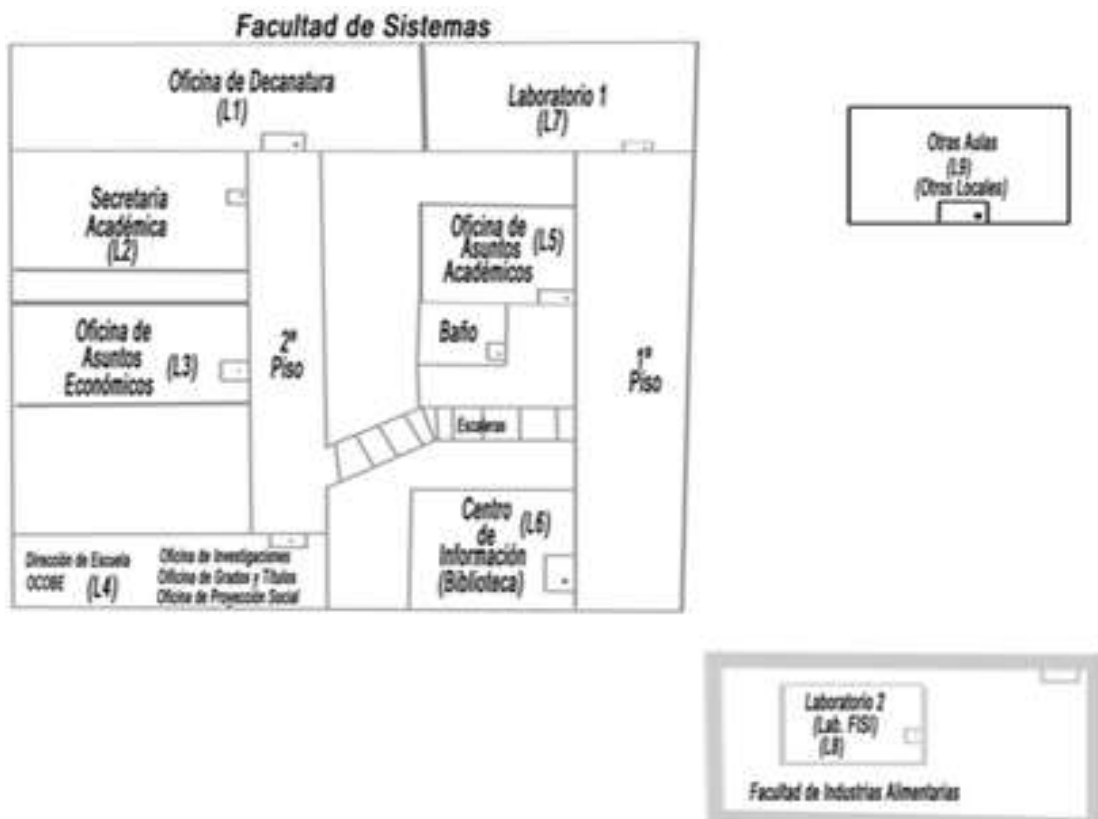 Facultad de Sistemas
Oficina de Decanatura
(L1)
Laboratorio 1
(L7)
Otras Aulas
(L9)
(Otros Locales)
Secretaría
Académica
(L2)
Oficina de
Asuntos
Académicos
(L5)
Oficina de
Asuntos
Económicos
(L3)
Baño
2º
Piso
1º
Piso
Escaleras
Centro
de
Información
(Biblioteca)
(L6)
Dirección de Escuela
OCOBE
(L4)
Oficina de Investigaciones
Oficina de Grados y Títulos
Oficina de Proyección Social
Laboratorio 2
(Lab. FISI)
(L8)
Facultad de Industrias Alimentarias